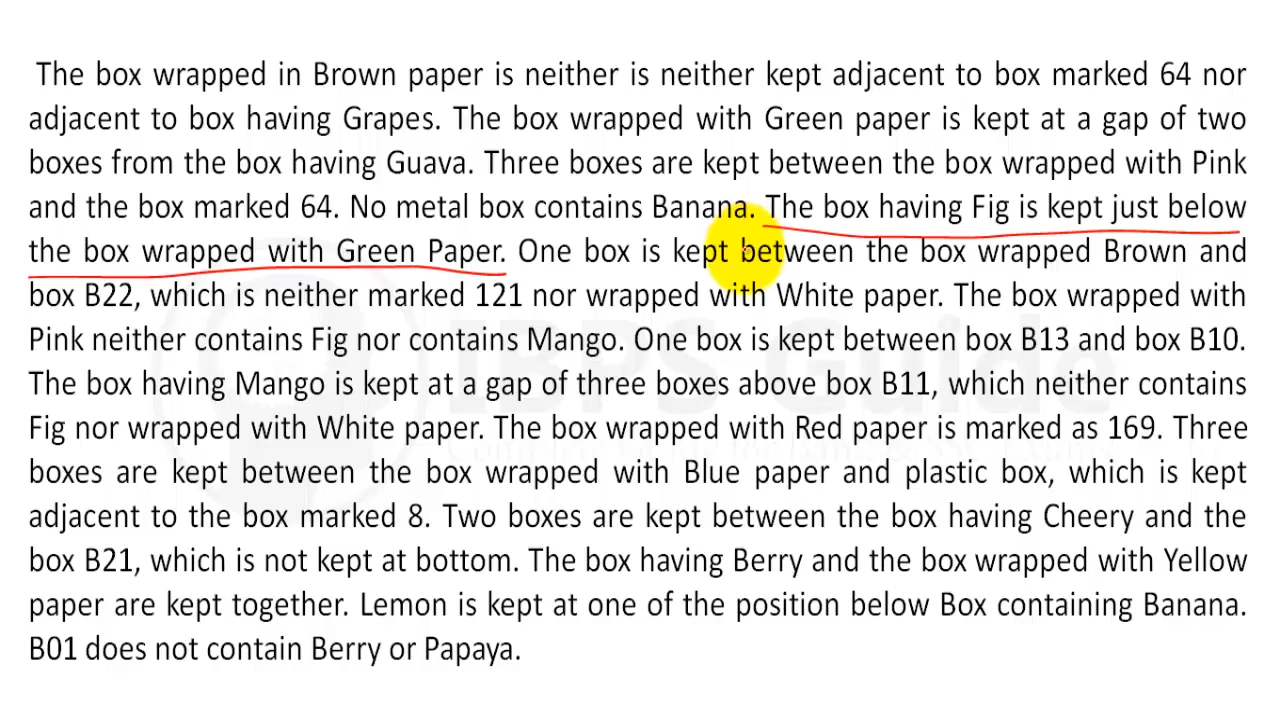 The box wrapped in Brown paper is neither is neither kept adjacent to box marked 64 nor
adjacent to box having Grapes. The box wrapped with Green paper is kept at a gap of two
boxes from the box having Guava. Three boxes are kept between the box wrapped with Pink
and the box marked 64. No metal box contains Banana. The box having Fig is kept just below
the box wrapped with Green Paper. One box is kept between the box wrapped Brown and
box B22, which is neither marked 121 nor wrapped with White paper. The box wrapped with
Pink neither contains Fig nor contains Mango. One box is kept between box B13 and box B10.
The box having Mango is kept at a gap of three boxes above box B11, which neither contains
Fig nor wrapped with White paper. The box wrapped with Red paper is marked as 169. Three
boxes are kept between the box wrapped with Blue paper and plastic box, which is kept
adjacent to the box marked 8. Two boxes are kept between the box having Cheery and the
box B21, which is not kept at bottom. The box having Berry and the box wrapped with Yellow
paper are kept together. Lemon is kept at one of the position below Box containing Banana.
B01 does not contain Berry or Papaya.
IBPS Guide